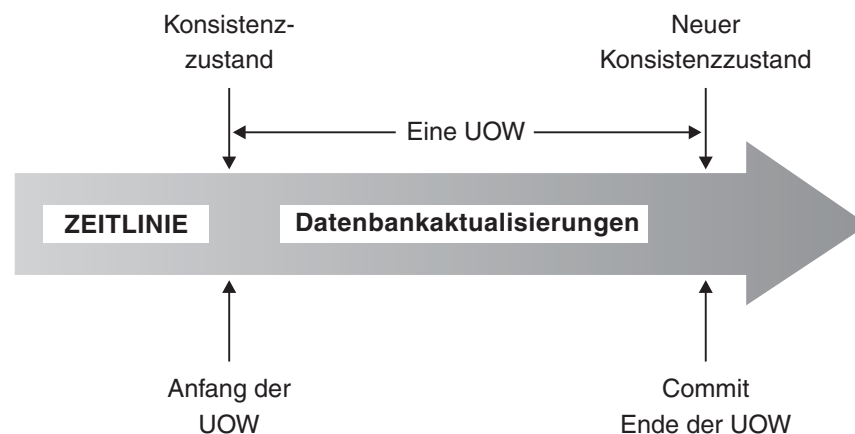 Konsistenz-
zustand
Neuer
Konsistenzzustand
Eine UOW
ZEITLINIE
Datenbankaktualisierungen
Anfang der
UOW
Commit
Ende der UOW